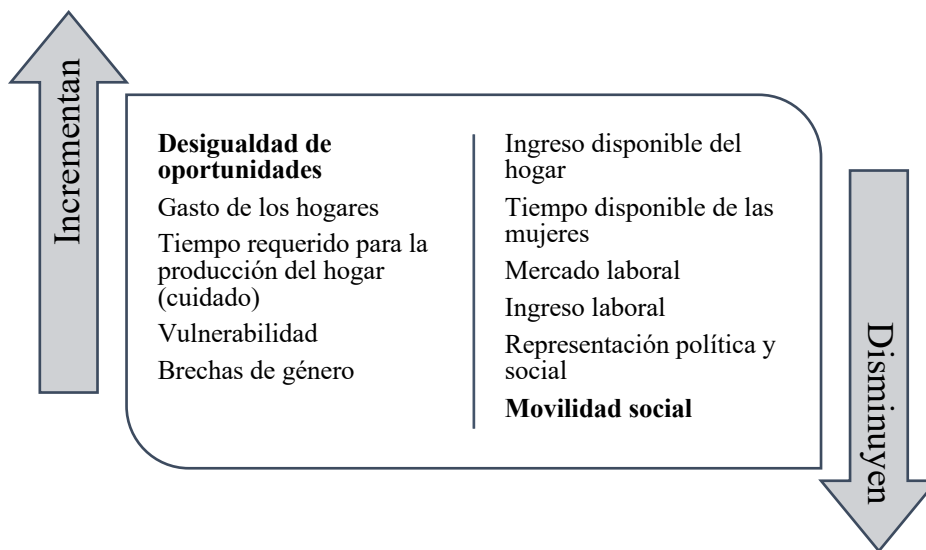 Incrementan
Desigualdad de
oportunidades
Gasto de los hogares
Tiempo requerido para la
producción del hogar
(cuidado)
Vulnerabilidad
Brechas de género
Ingreso disponible del
hogar
Tiempo disponible de las
mujeres
Mercado laboral
Ingreso laboral
Representación política y
social
Movilidad social
Disminuyen